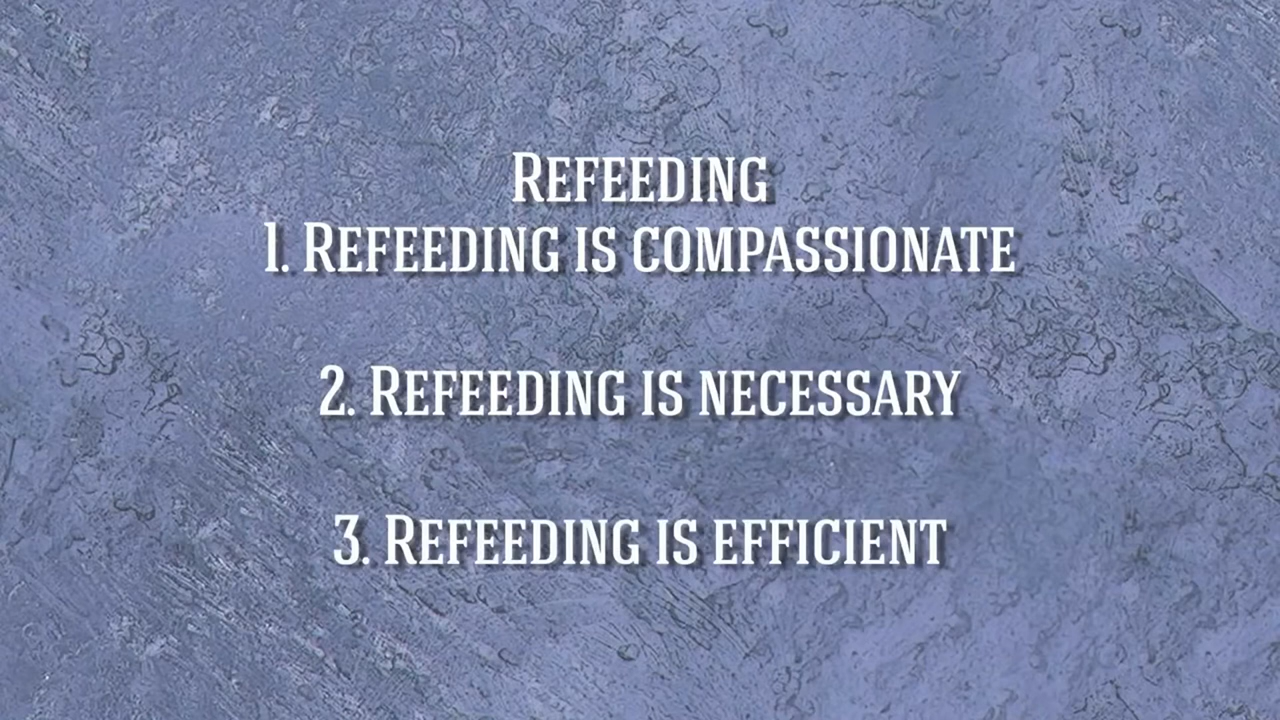 Refeeding
1. Refeeding is compassionate
2. Refeeding is necessary
3. Refeeding is efficient